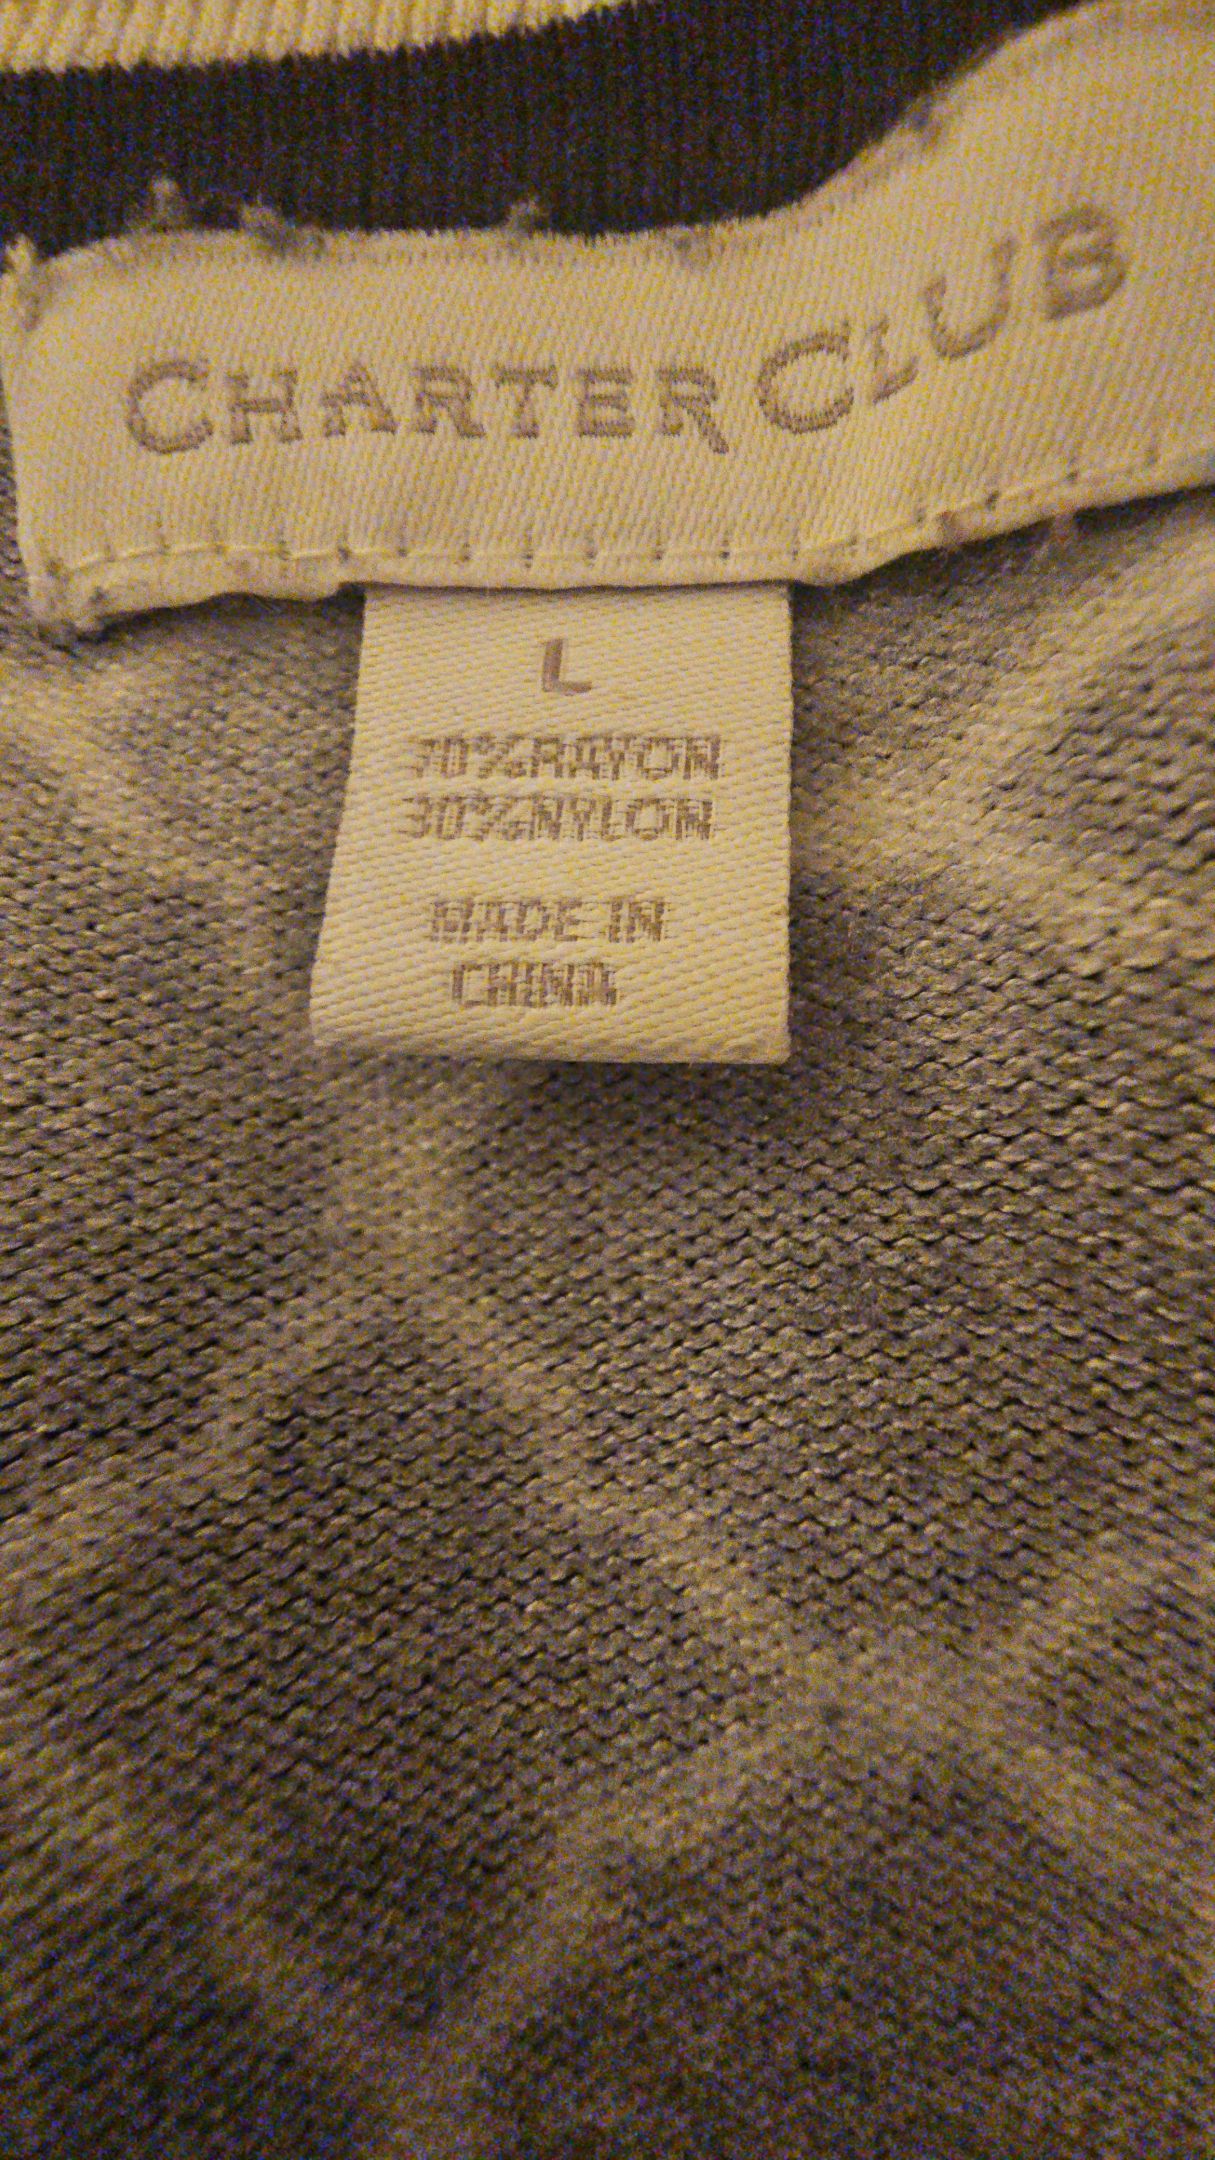 CHARTER CLUB
L
70%RAYON
30%NYLON
MADE IN
CHINA